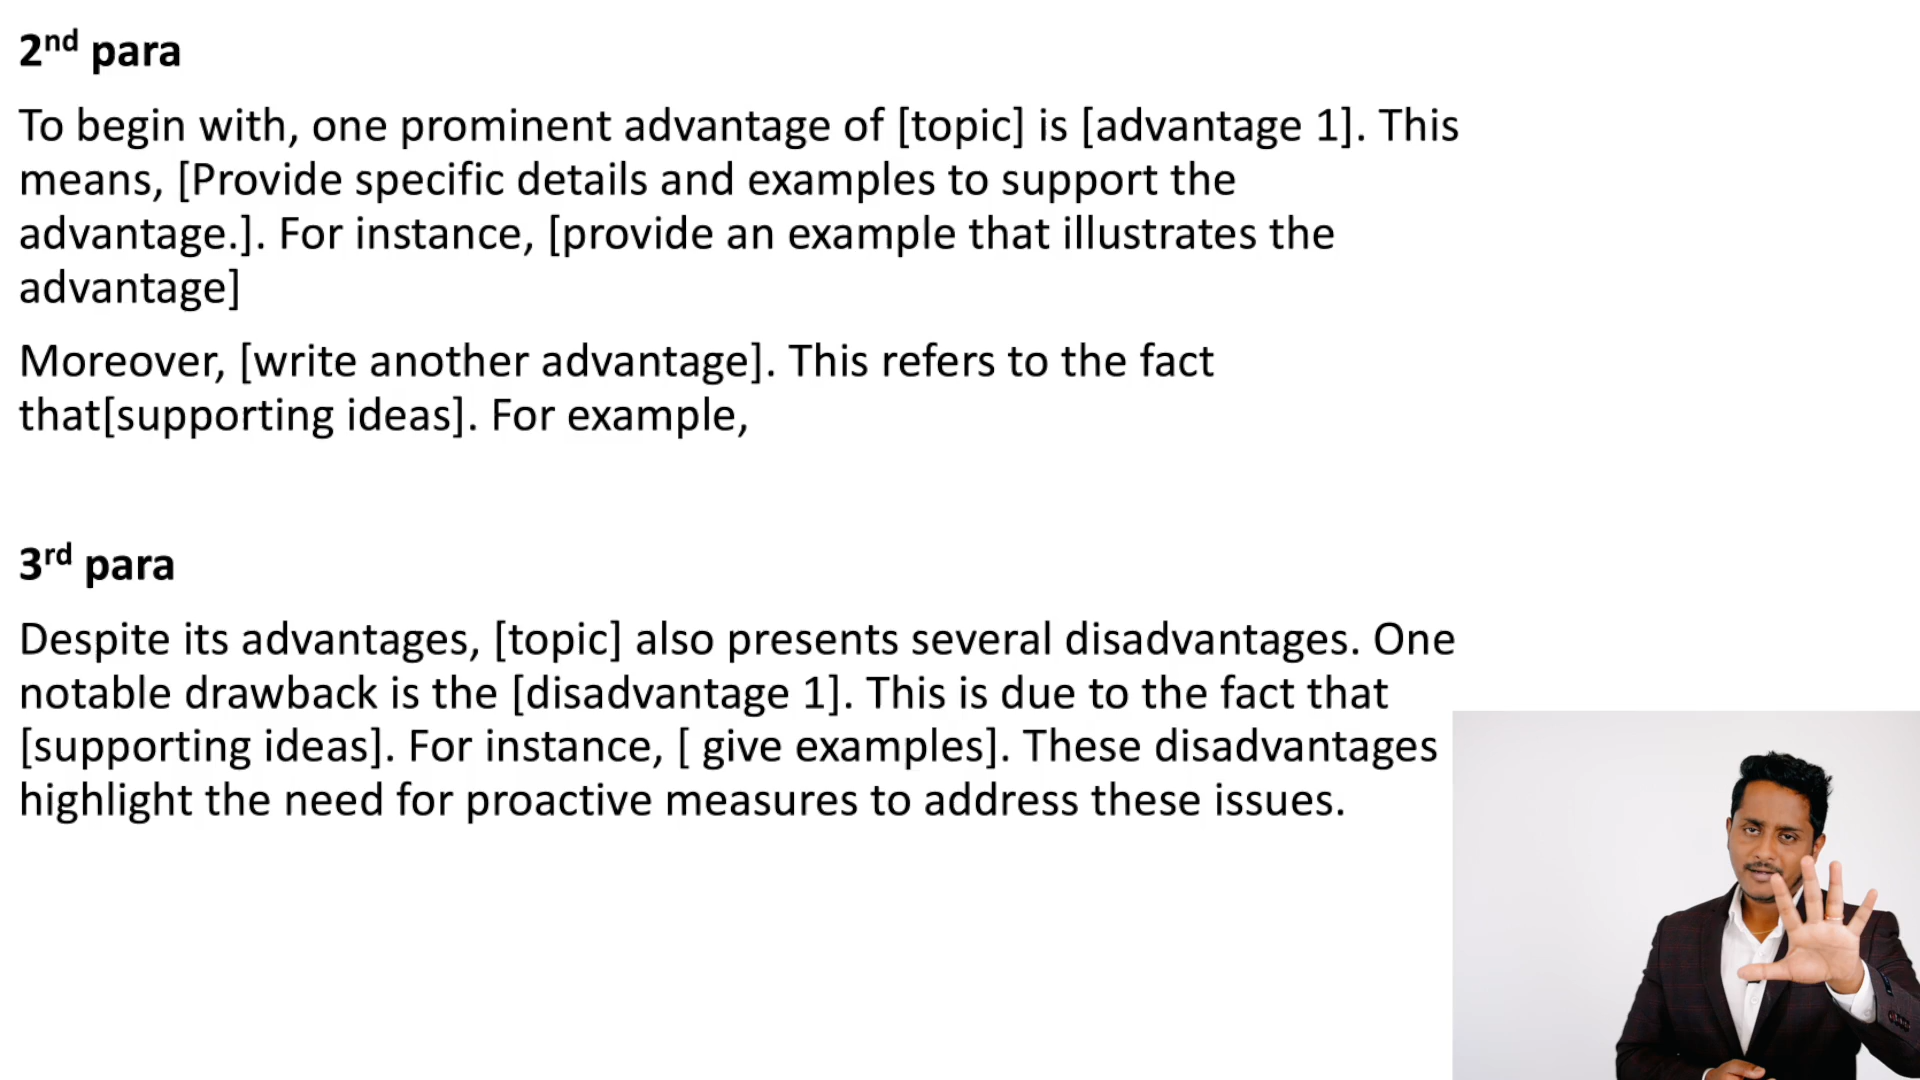 2nd para
To begin with, one prominent advantage of [topic] is [advantage 1]. This
means, [Provide specific details and examples to support the
advantage.]. For instance, [provide an example that illustrates the
advantage]
Moreover, [write another advantage]. This refers to the fact
that[supporting ideas]. For example,
3rd para
Despite its advantages, [topic] also presents several disadvantages. One
notable drawback is the [disadvantage 1]. This is due to the fact that
[supporting ideas]. For instance, [ give examples]. These disadvantages
highlight the need for proactive measures to address these issues.